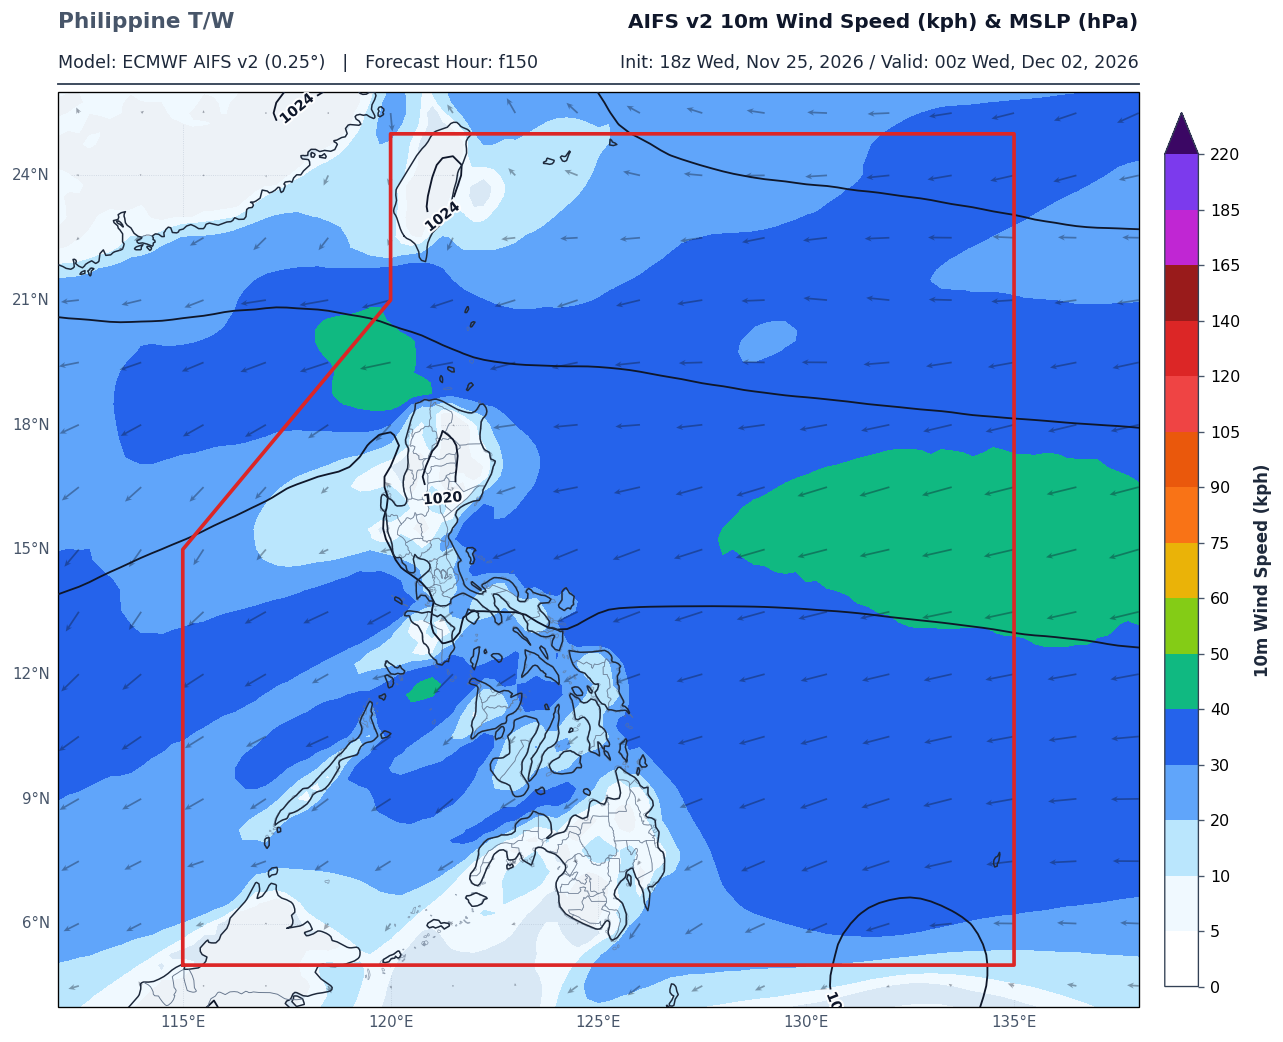 Philippine T/W
AIFS v2 10m Wind Speed (kph) & MSLP (hPa)
Model: ECMWF AIFS v2 (0.25°) | Forecast Hour: f150
Init: 18z Wed, Nov 25, 2026 / Valid: 00z Wed, Dec 02, 2026
1024
1024
1020
10
24°N
21°N
18°N
15°N
12°N
9°N
6°N
115°E
120°E
125°E
130°E
135°E
220
185
165
140
120
105
90
75
60
50
40
30
20
10
5
0
10m Wind Speed (kph)